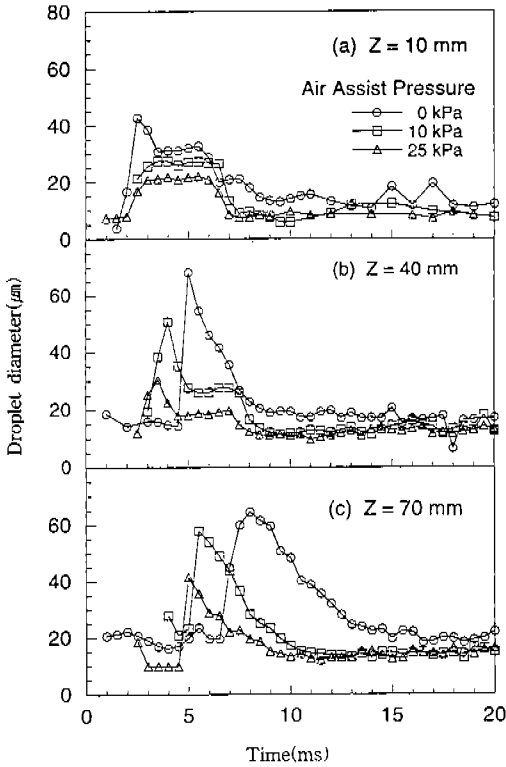 80
(a) Z = 10 mm
60
Air Assist Pressure
0 kPa
40
10 kPa
25 kPa
20
0
(b) Z = 40 mm
60
40
20
0
Droplet diameter(μm)
(c) Z = 70 mm
60
40
20
0
0 5 10 15 20
Time(ms)